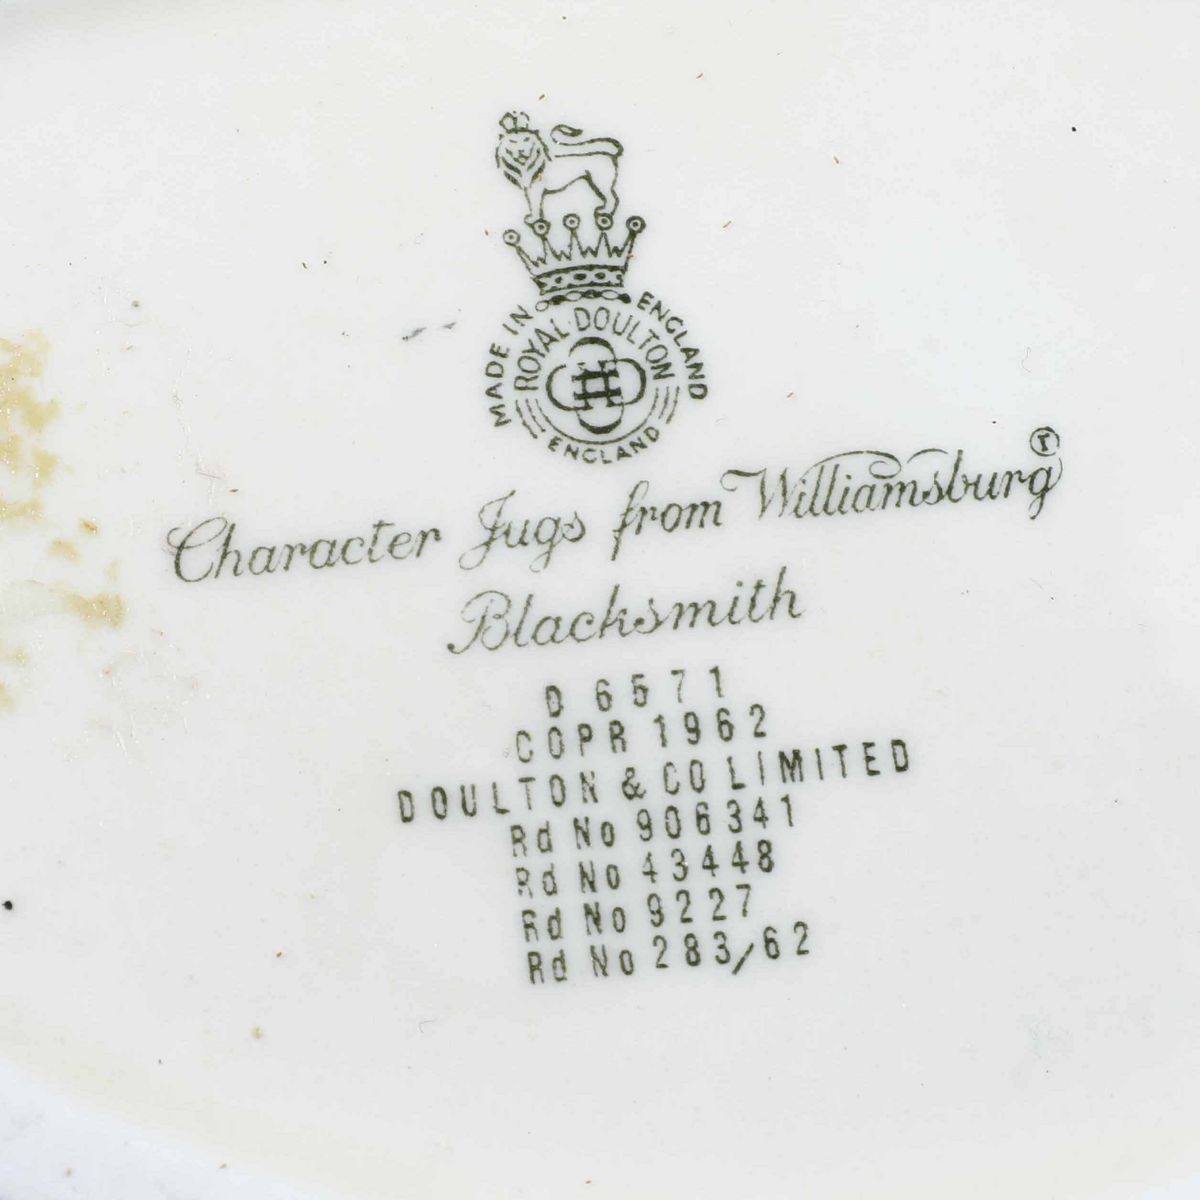 MADE IN ENGLAND
ROYAL·DOULTON
ENGLAND
Character Jugs from Williamsburg ®
Blacksmith
D 6571
COPR 1962
DOULTON & CO LIMITED
Rd No 906341
Rd No 43448
Rd No 9227
Rd No 283/62